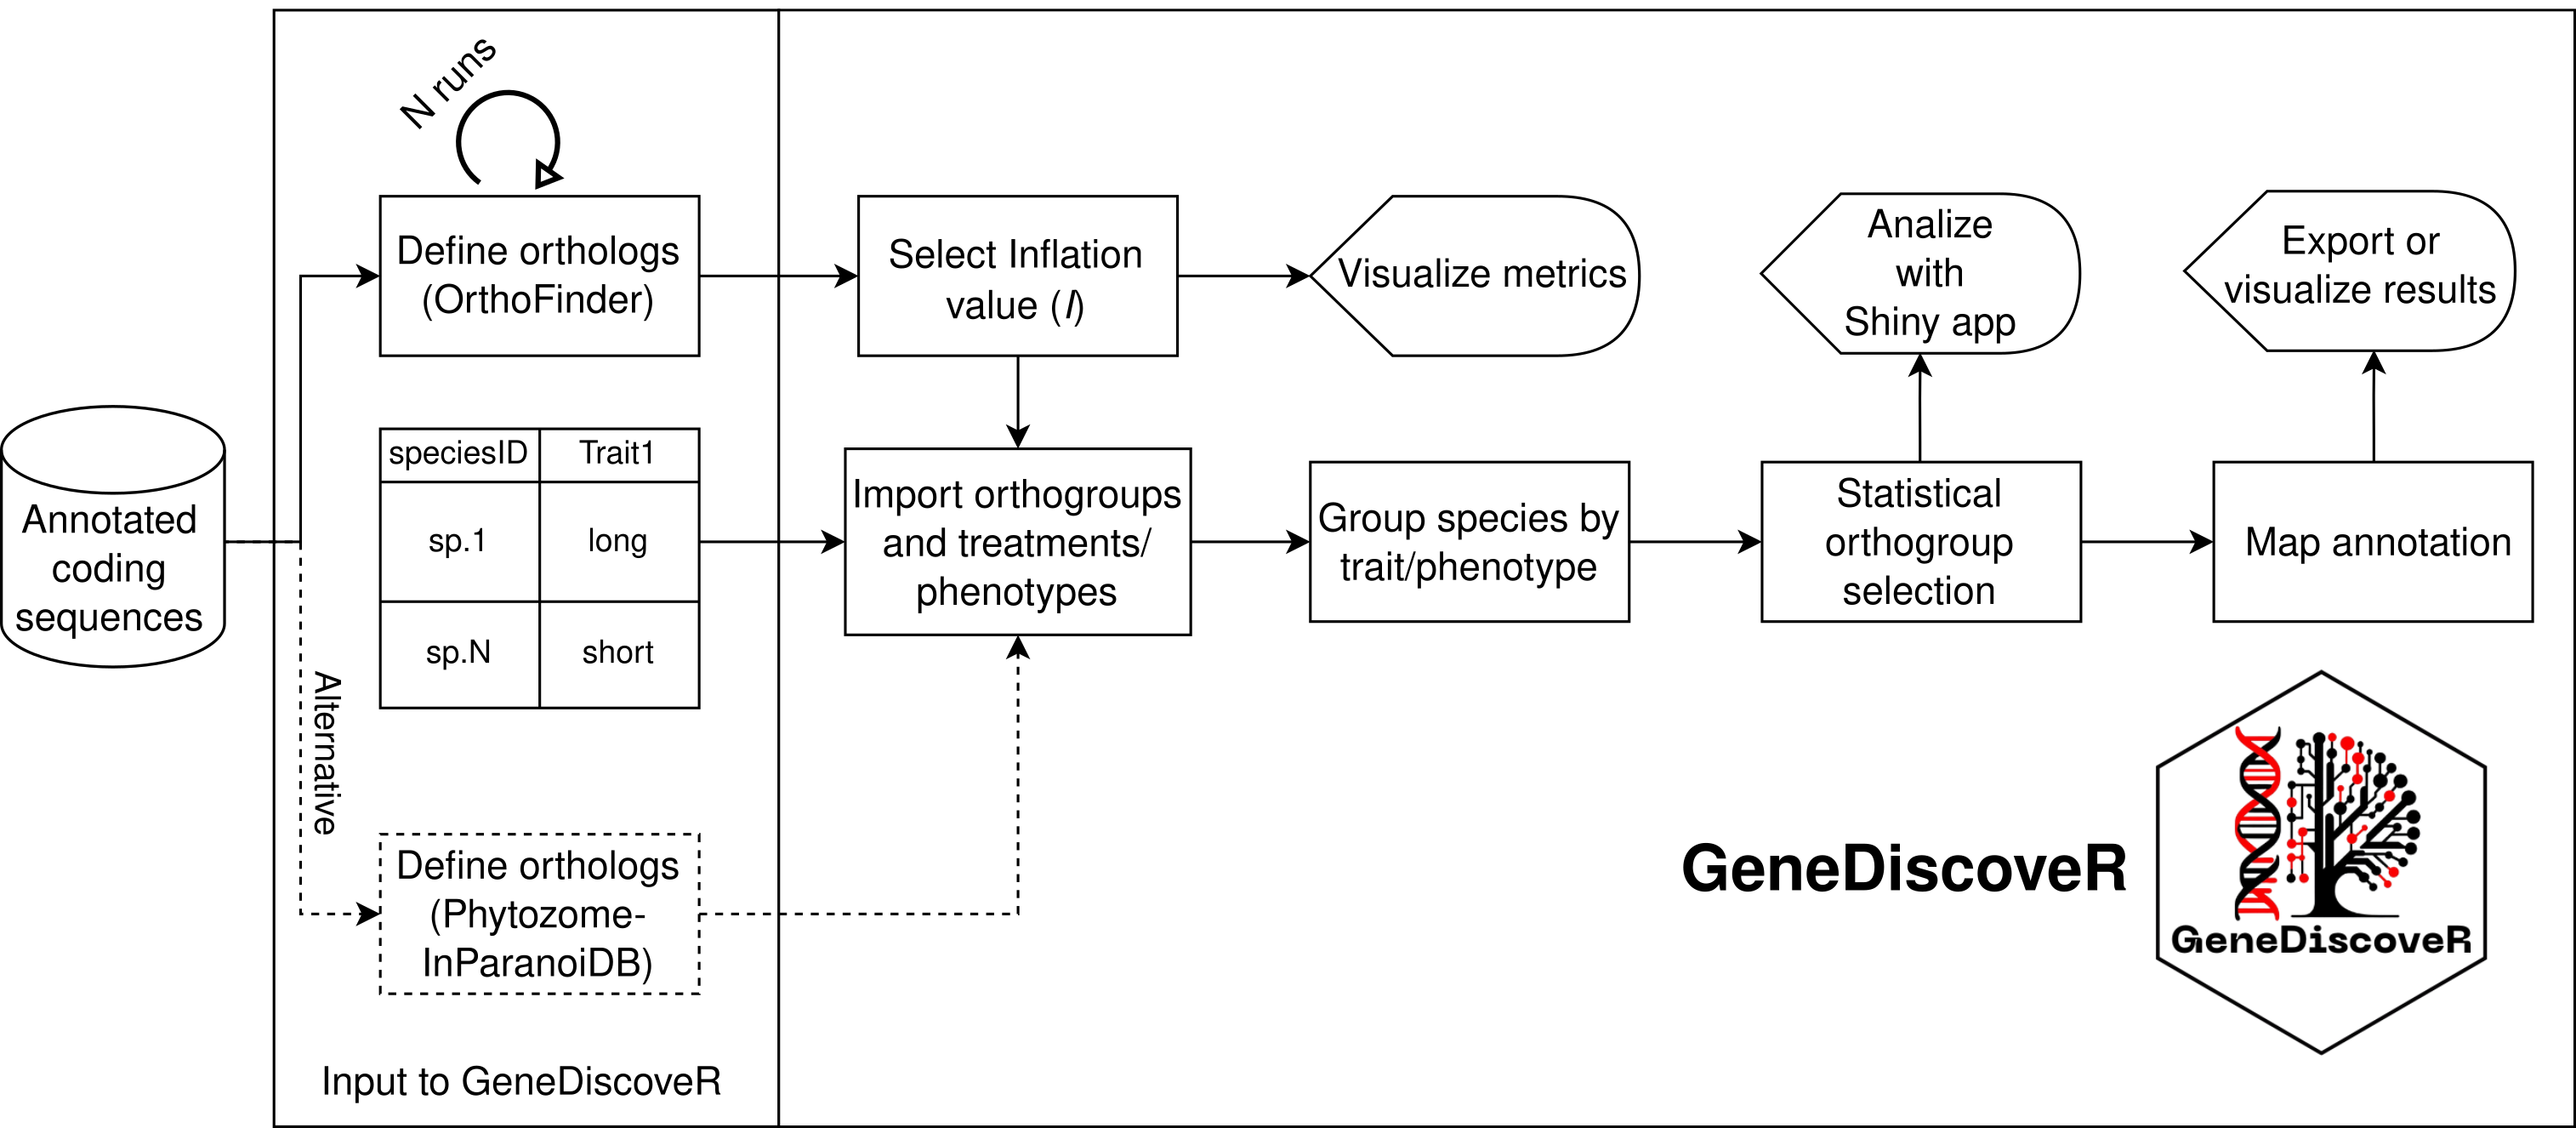 N runs
Define orthologs
(OrthoFinder)
Select Inflation
value (I)
Visualize metrics
Analize
with
Shiny app
Export or
visualize results
Annotated
coding
sequences
speciesID Trait1
sp.1 long
sp.N short
Import orthogroups
and treatments/
phenotypes
Group species by
trait/phenotype
Statistical
orthogroup
selection
Map annotation
Alternative
Define orthologs
(Phytozome-
InParanoiDB)
Input to GeneDiscoveR
GeneDiscoveR
GeneDiscoveR